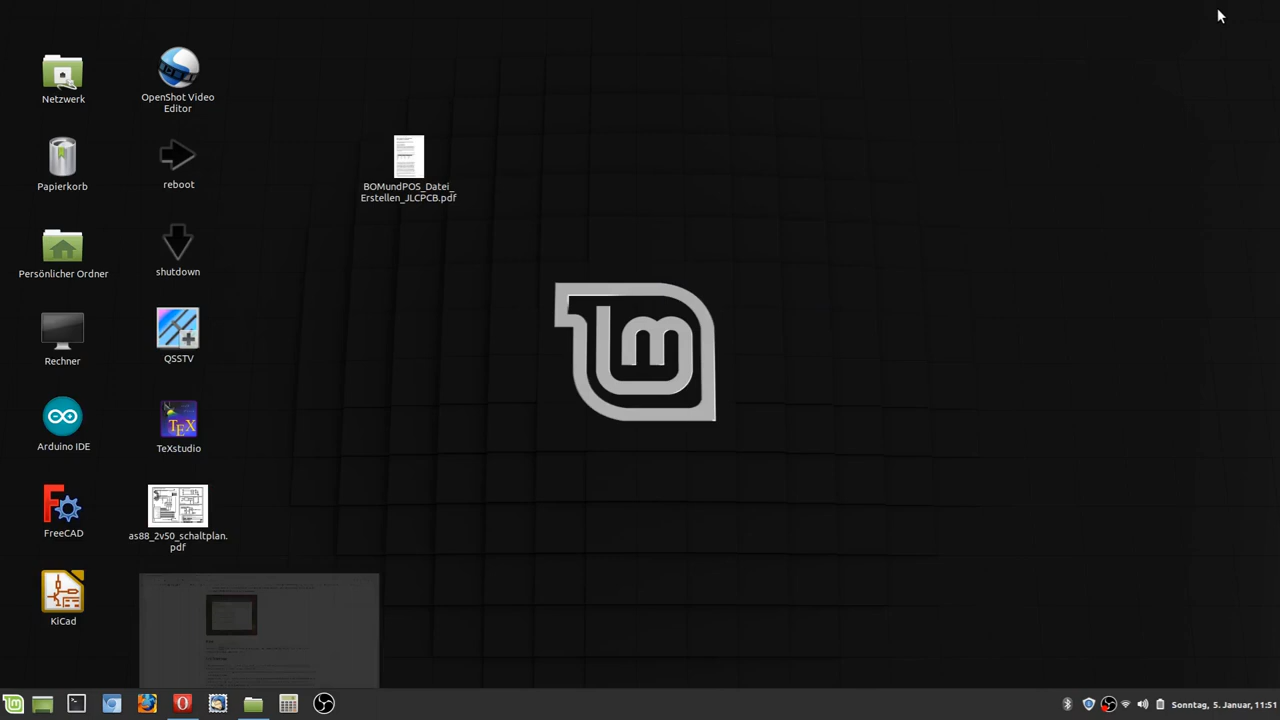 Netzwerk
OpenShot Video
Editor
Papierkorb
reboot
BOMundPOS_Datei_
Erstellen_JLCPCB.pdf
Persönlicher Ordner
shutdown
Rechner
QSSTV
Arduino IDE
TeXstudio
FreeCAD
as88_2v50_schaltplan.
pdf
KiCad
Sonntag, 5. Januar, 11:51